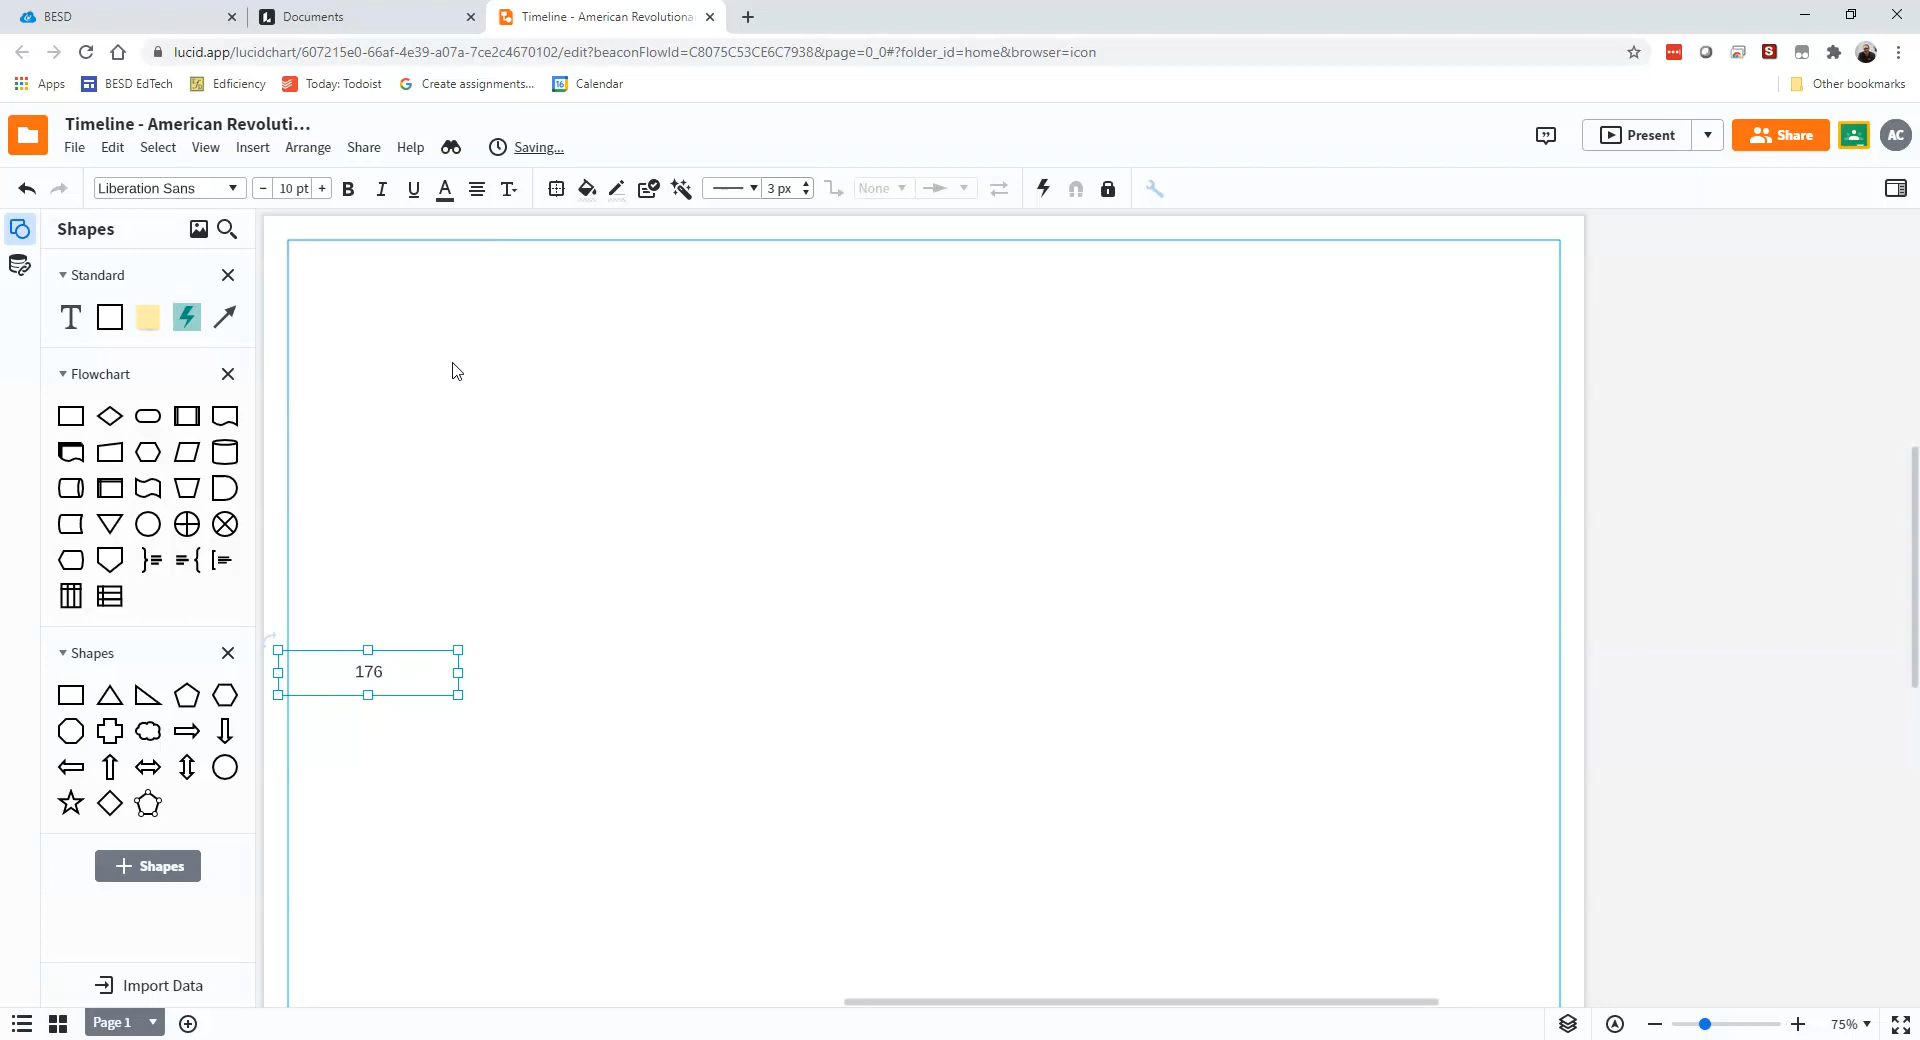 BESD
Documents
Timeline - American Revolutiona
lucid.app/lucidchart/607215e0-66af-4e39-a07a-7ce2c4670102/edit?beaconFlowId=C8075C53CE6C7938&page=0_0#?folder_id=home&browser=icon
Apps
BESD EdTech
Edficiency
Today: Todoist
Create assignments...
Calendar
Other bookmarks
Timeline - American Revoluti...
File
Edit
Select
View
Insert
Arrange
Share
Help
Saving...
Present
Share
AC
Liberation Sans
10 pt
3 px
None
Shapes
Standard
Flowchart
Shapes
Shapes
Import Data
176
Page 1
75%